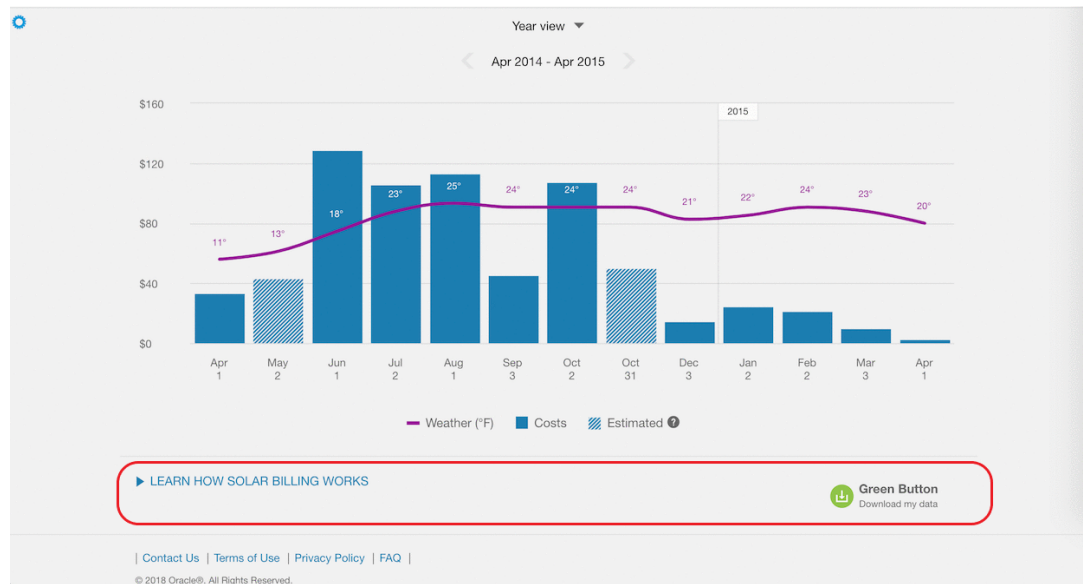 Year view
Apr 2014 - Apr 2015
$160
2015
$120
$80
$40
$0
11° 13° 18° 23° 25° 24° 24° 24° 21° 22° 24° 23° 20°
Apr May Jun Jul Aug Sep Oct Oct Dec Jan Feb Mar Apr
1 2 1 2 1 3 2 31 3 2 2 3 1
Weather (°F) Costs Estimated ?
LEARN HOW SOLAR BILLING WORKS
Green Button
Download my data
| Contact Us | Terms of Use | Privacy Policy | FAQ |
© 2018 Oracle®. All Rights Reserved.